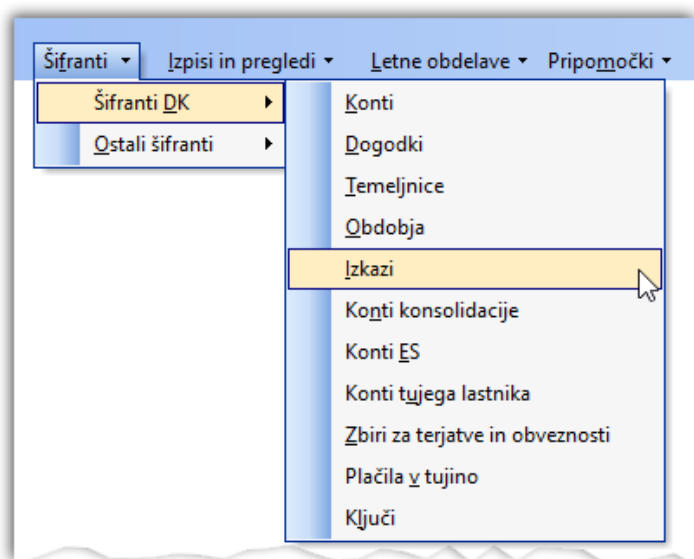 Šifranti Izpisi in pregledi Letne obdelave Pripomočki
Šifranti DK
Ostali šifranti
Konti
Dogodki
Temeljnice
Obdobja
Izkazi
Konti konsolidacije
Konti ES
Konti tujega lastnika
Zbiri za terjatve in obveznosti
Plačila v tujino
Ključi